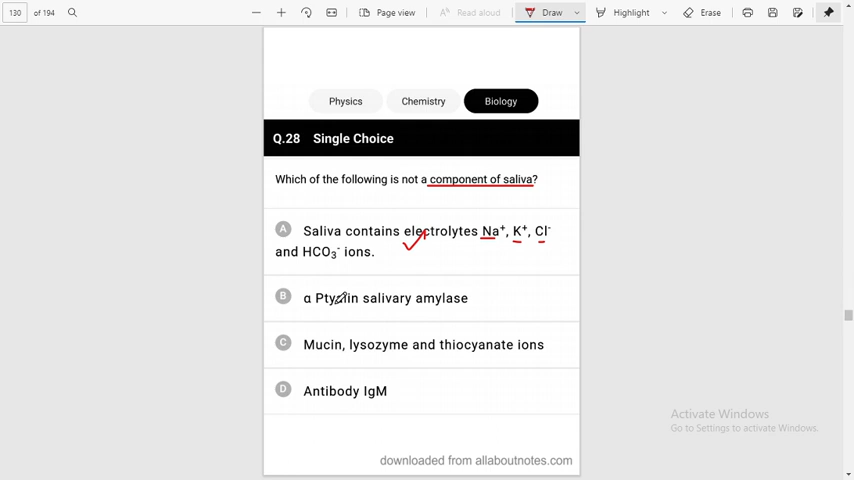 130 of 194 Page view Read aloud Draw Highlight Erase
Physics Chemistry Biology
Q.28 Single Choice
Which of the following is not a component of saliva?
A Saliva contains electrolytes Na⁺, K⁺, Cl⁻
and HCO₃⁻ ions.
B α Ptyalin salivary amylase
C Mucin, lysozyme and thiocyanate ions
D Antibody IgM
Activate Windows
Go to Settings to activate Windows.
downloaded from allaboutnotes.com